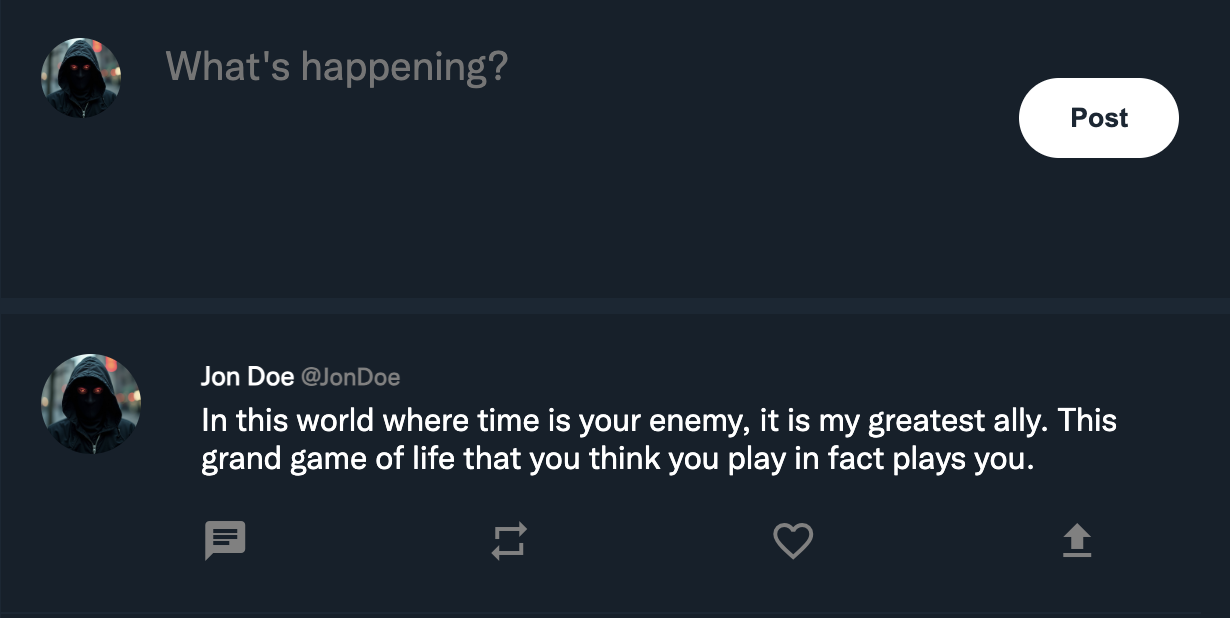 What's happening?
Post
Jon Doe @JonDoe
In this world where time is your enemy, it is my greatest ally. This
grand game of life that you think you play in fact plays you.